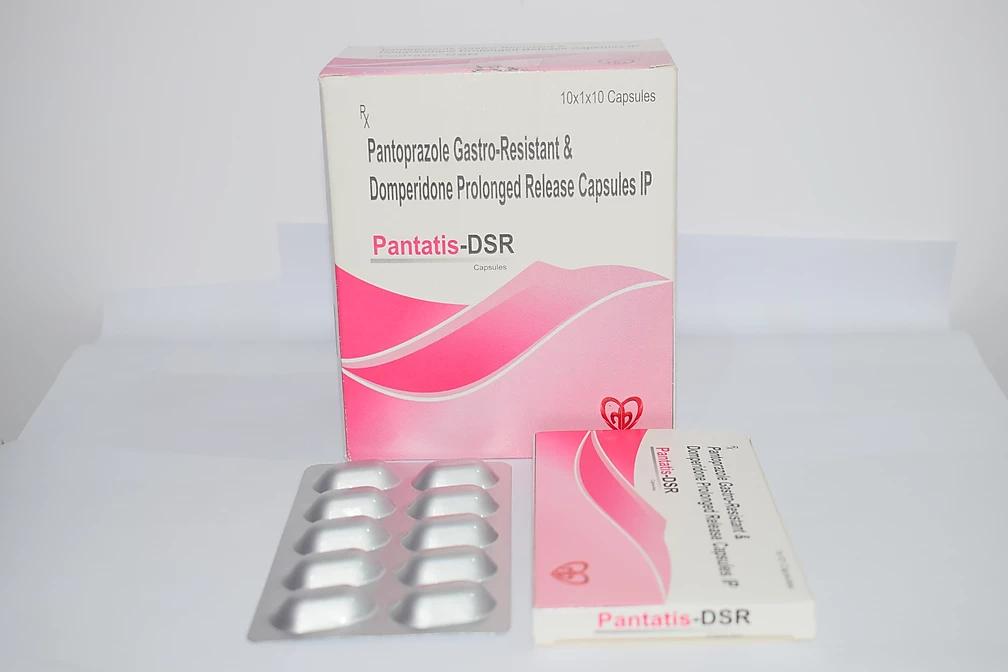 10x1x10 Capsules
Rx
Pantoprazole Gastro-Resistant &
Domperidone Prolonged Release Capsules IP
Pantatis-DSR
Capsules
Rx
Pantoprazole Gastro-Resistant &
Domperidone Prolonged Release Capsules IP
Pantatis-DSR
Capsules
Pantatis-DSR